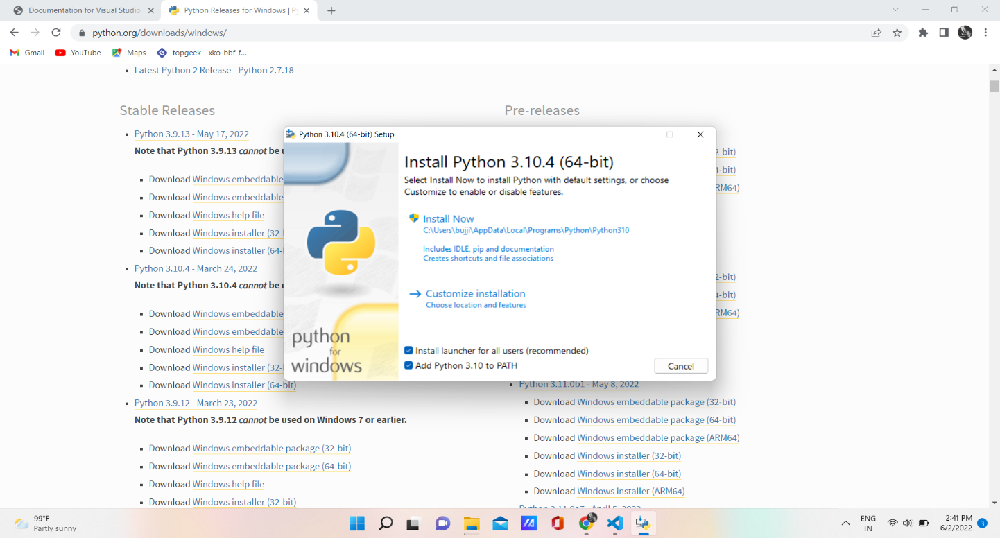 Documentation for Visual Studio
Python Releases for Windows | Py
python.org/downloads/windows/
Gmail
YouTube
Maps
topgeek - xko-bbf-f...
Latest Python 2 Release - Python 2.7.18
Stable Releases
Python 3.9.13 - May 17, 2022
Note that Python 3.9.13 cannot be u
Download Windows embeddable
Download Windows embeddable
Download Windows help file
Download Windows installer (32-
Download Windows installer (64-
Python 3.10.4 - March 24, 2022
Note that Python 3.10.4 cannot be u
Download Windows embeddable
Download Windows embeddable
Download Windows help file
Download Windows installer (32-
Download Windows installer (64-bit)
Python 3.9.12 - March 23, 2022
Note that Python 3.9.12 cannot be used on Windows 7 or earlier.
Download Windows embeddable package (32-bit)
Download Windows embeddable package (64-bit)
Download Windows help file
Download Windows installer (32-bit)
Pre-releases
2-bit)
4-bit)
RM64)
2-bit)
4-bit)
RM64)
Python 3.11.0b1 - May 8, 2022
Download Windows embeddable package (32-bit)
Download Windows embeddable package (64-bit)
Download Windows embeddable package (ARM64)
Download Windows installer (32-bit)
Download Windows installer (64-bit)
Download Windows installer (ARM64)
Python 3.11.0a7 - April 5, 2022
Python 3.10.4 (64-bit) Setup
Install Python 3.10.4 (64-bit)
Select Install Now to install Python with default settings, or choose
Customize to enable or disable features.
Install Now
C:\Users\bujji\AppData\Local\Programs\Python\Python310
Includes IDLE, pip and documentation
Creates shortcuts and file associations
Customize installation
Choose location and features
python
for
windows
Install launcher for all users (recommended)
Add Python 3.10 to PATH
Cancel
99°F
Partly sunny
ENG
IN
2:41 PM
6/2/2022
3